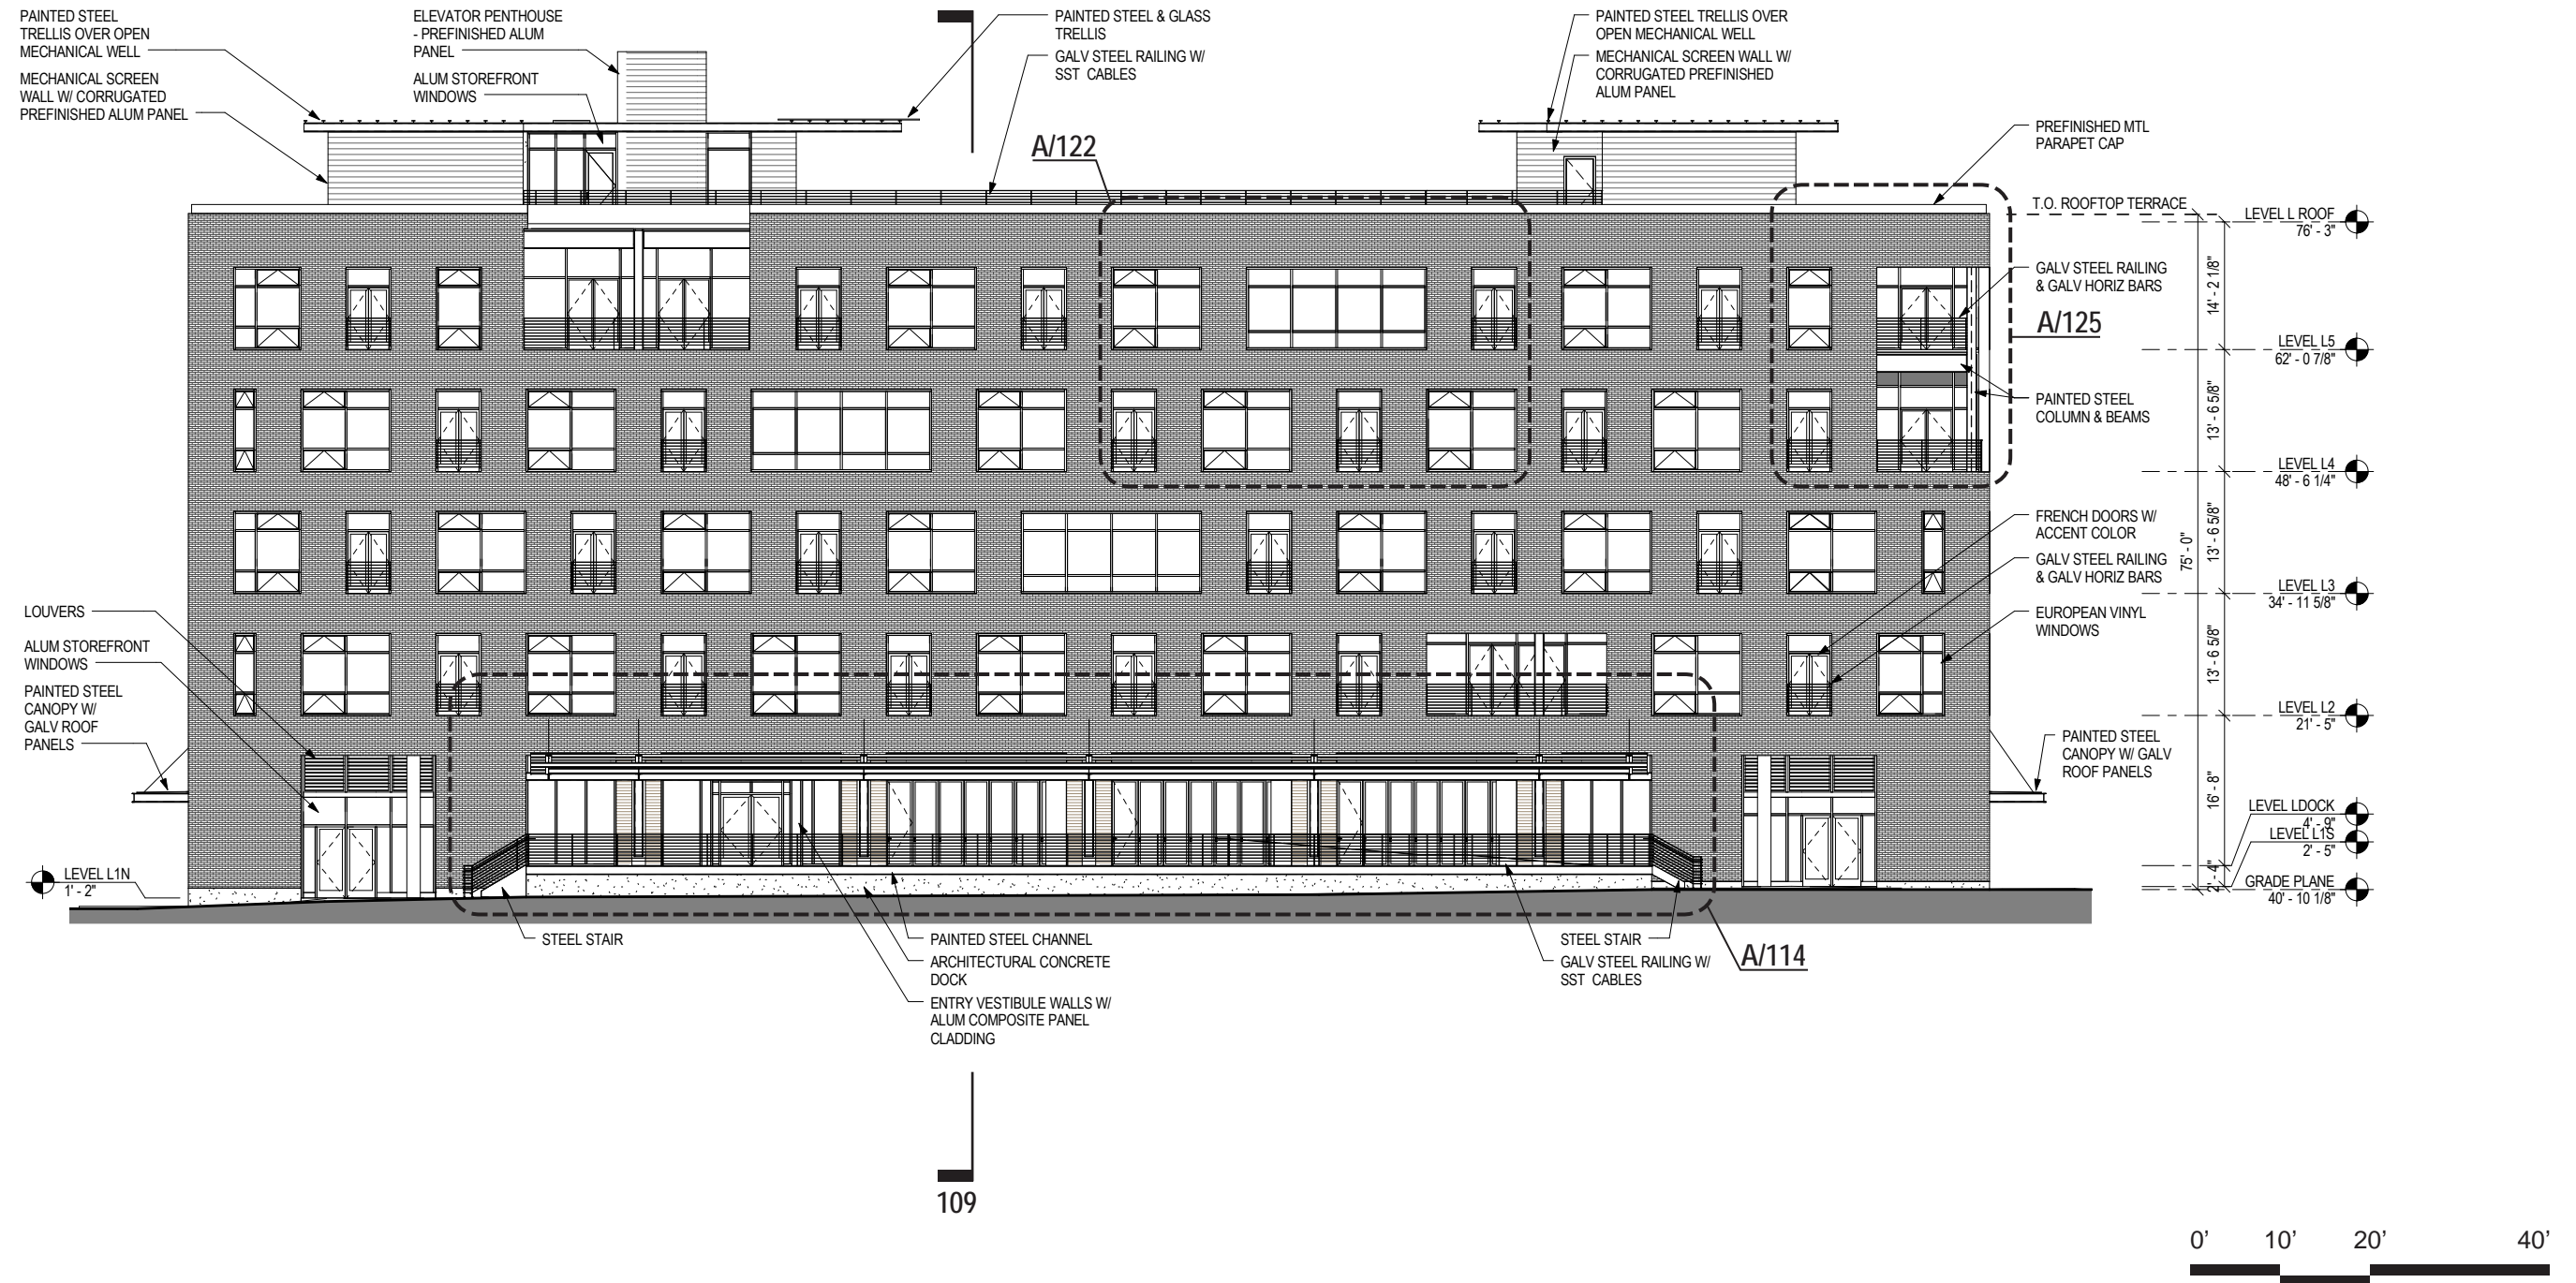 PAINTED STEEL
TRELLIS OVER OPEN
MECHANICAL WELL
MECHANICAL SCREEN
WALL W/ CORRUGATED
PREFINISHED ALUM PANEL
ELEVATOR PENTHOUSE
- PREFINISHED ALUM
PANEL
ALUM STOREFRONT
WINDOWS
PAINTED STEEL & GLASS
TRELLIS
GALV STEEL RAILING W/
SST CABLES
PAINTED STEEL TRELLIS OVER
OPEN MECHANICAL WELL
MECHANICAL SCREEN WALL W/
CORRUGATED PREFINISHED
ALUM PANEL
A/122
PREFINISHED MTL
PARAPET CAP
T.O. ROOFTOP TERRACE
LEVEL L ROOF
76' - 3"
GALV STEEL RAILING
& GALV HORIZ BARS
14' - 2 1/8"
A/125
LEVEL L5
62' - 0 7/8"
PAINTED STEEL
COLUMN & BEAMS
13' - 6 5/8"
LEVEL L4
48' - 6 1/4"
FRENCH DOORS W/
ACCENT COLOR
GALV STEEL RAILING
& GALV HORIZ BARS
75' - 0"
13' - 6 5/8"
LEVEL L3
34' - 11 5/8"
EUROPEAN VINYL
WINDOWS
13' - 6 5/8"
LEVEL L2
21' - 5"
LOUVERS
ALUM STOREFRONT
WINDOWS
PAINTED STEEL
CANOPY W/
GALV ROOF
PANELS
PAINTED STEEL
CANOPY W/ GALV
ROOF PANELS
16' - 8"
LEVEL LDOCK
4' - 9"
LEVEL L1S
2' - 5"
2' - 4"
GRADE PLANE
40' - 10 1/8"
LEVEL L1N
1' - 2"
STEEL STAIR
PAINTED STEEL CHANNEL
ARCHITECTURAL CONCRETE
DOCK
ENTRY VESTIBULE WALLS W/
ALUM COMPOSITE PANEL
CLADDING
STEEL STAIR
GALV STEEL RAILING W/
SST CABLES
A/114
109
0' 10' 20' 40'